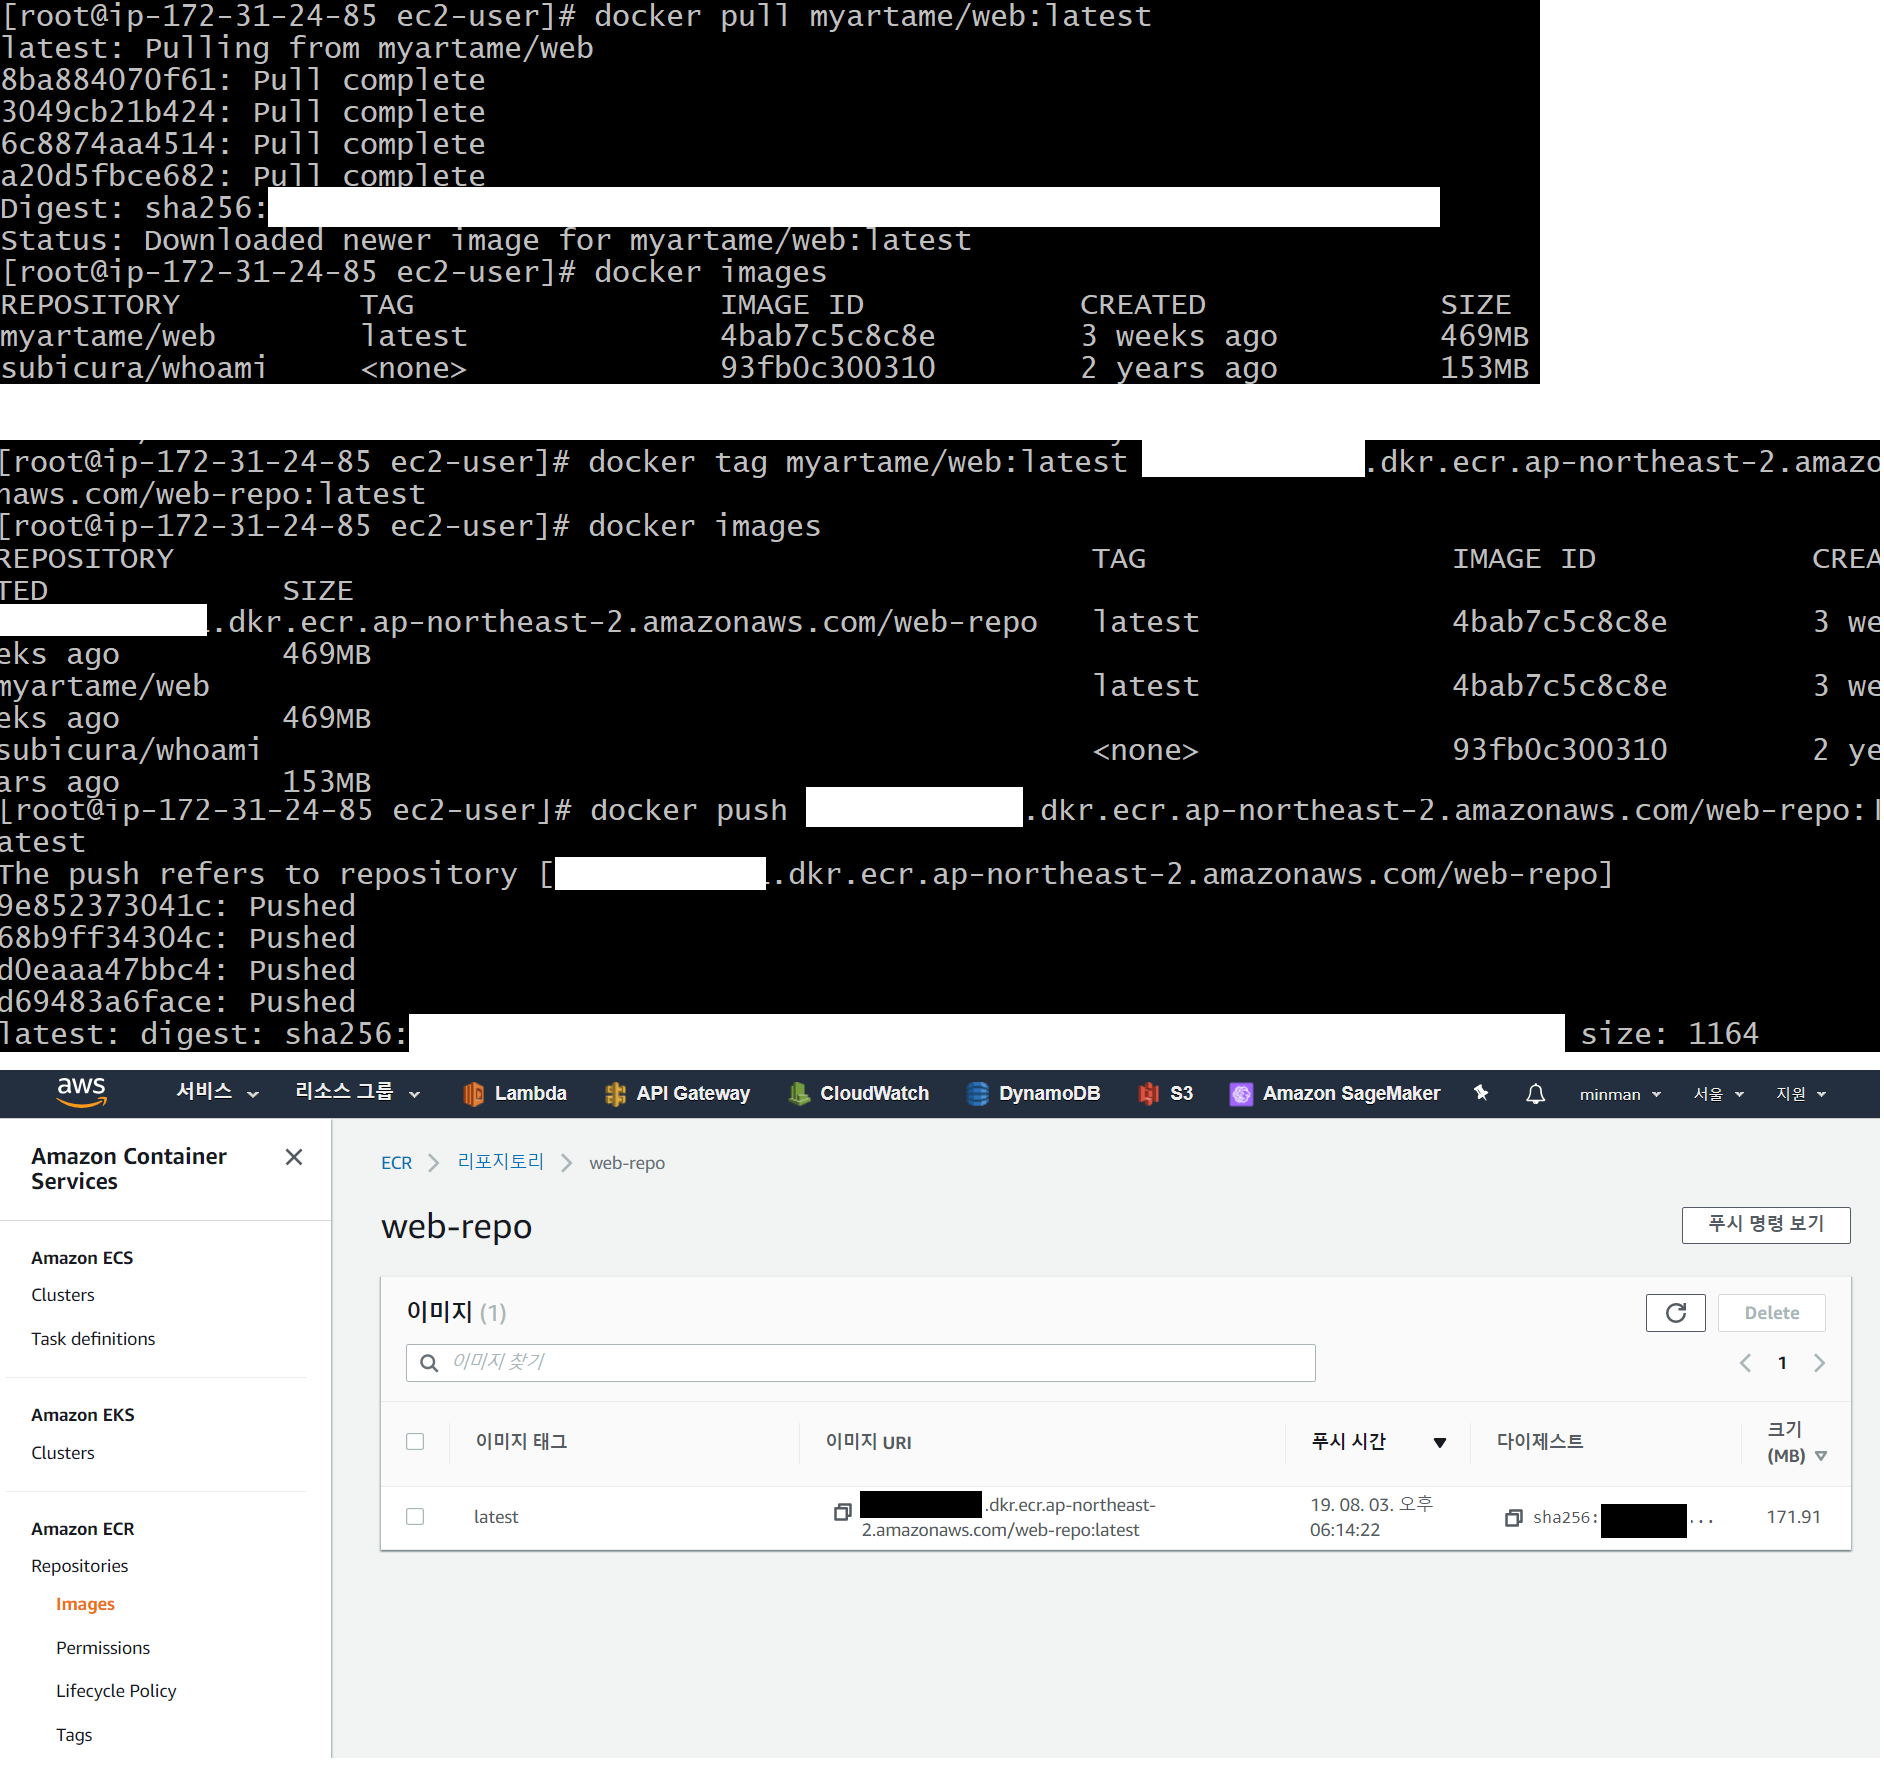 [root@ip-172-31-24-85 ec2-user]# docker pull myartame/web:latest
latest: Pulling from myartame/web
8ba884070f61: Pull complete
3049cb21b424: Pull complete
6c8874aa4514: Pull complete
a20d5fbce682: Pull complete
Digest: sha256:
Status: Downloaded newer image for myartame/web:latest
[root@ip-172-31-24-85 ec2-user]# docker images
REPOSITORY TAG IMAGE ID CREATED SIZE
myartame/web latest 4bab7c5c8c8e 3 weeks ago 469MB
subicura/whoami <none> 93fb0c300310 2 years ago 153MB
[root@ip-172-31-24-85 ec2-user]# docker tag myartame/web:latest .dkr.ecr.ap-northeast-2.amazo
naws.com/web-repo:latest
[root@ip-172-31-24-85 ec2-user]# docker images
REPOSITORY TAG IMAGE ID CREA
TED SIZE
.dkr.ecr.ap-northeast-2.amazonaws.com/web-repo latest 4bab7c5c8c8e 3 we
eks ago 469MB
myartame/web latest 4bab7c5c8c8e 3 we
eks ago 469MB
subicura/whoami <none> 93fb0c300310 2 ye
ars ago 153MB
[root@ip-172-31-24-85 ec2-user]# docker push .dkr.ecr.ap-northeast-2.amazonaws.com/web-repo:l
atest
The push refers to repository [ .dkr.ecr.ap-northeast-2.amazonaws.com/web-repo]
9e852373041c: Pushed
68b9ff34304c: Pushed
d0eaaa47bbc4: Pushed
d69483a6face: Pushed
latest: digest: sha256: size: 1164
aws 서비스 리소스 그룹 Lambda API Gateway CloudWatch DynamoDB S3 Amazon SageMaker minman 서울 지원
Amazon Container
Services
Amazon ECS
Clusters
Task definitions
Amazon EKS
Clusters
Amazon ECR
Repositories
Images
Permissions
Lifecycle Policy
Tags
ECR 리포지토리 web-repo
web-repo
푸시 명령 보기
이미지 (1)
Delete
이미지 찾기
1
이미지 태그 이미지 URI 푸시 시간 다이제스트 크기
(MB)
latest .dkr.ecr.ap-northeast-
2.amazonaws.com/web-repo:latest 19. 08. 03. 오후
06:14:22 sha256: ... 171.91